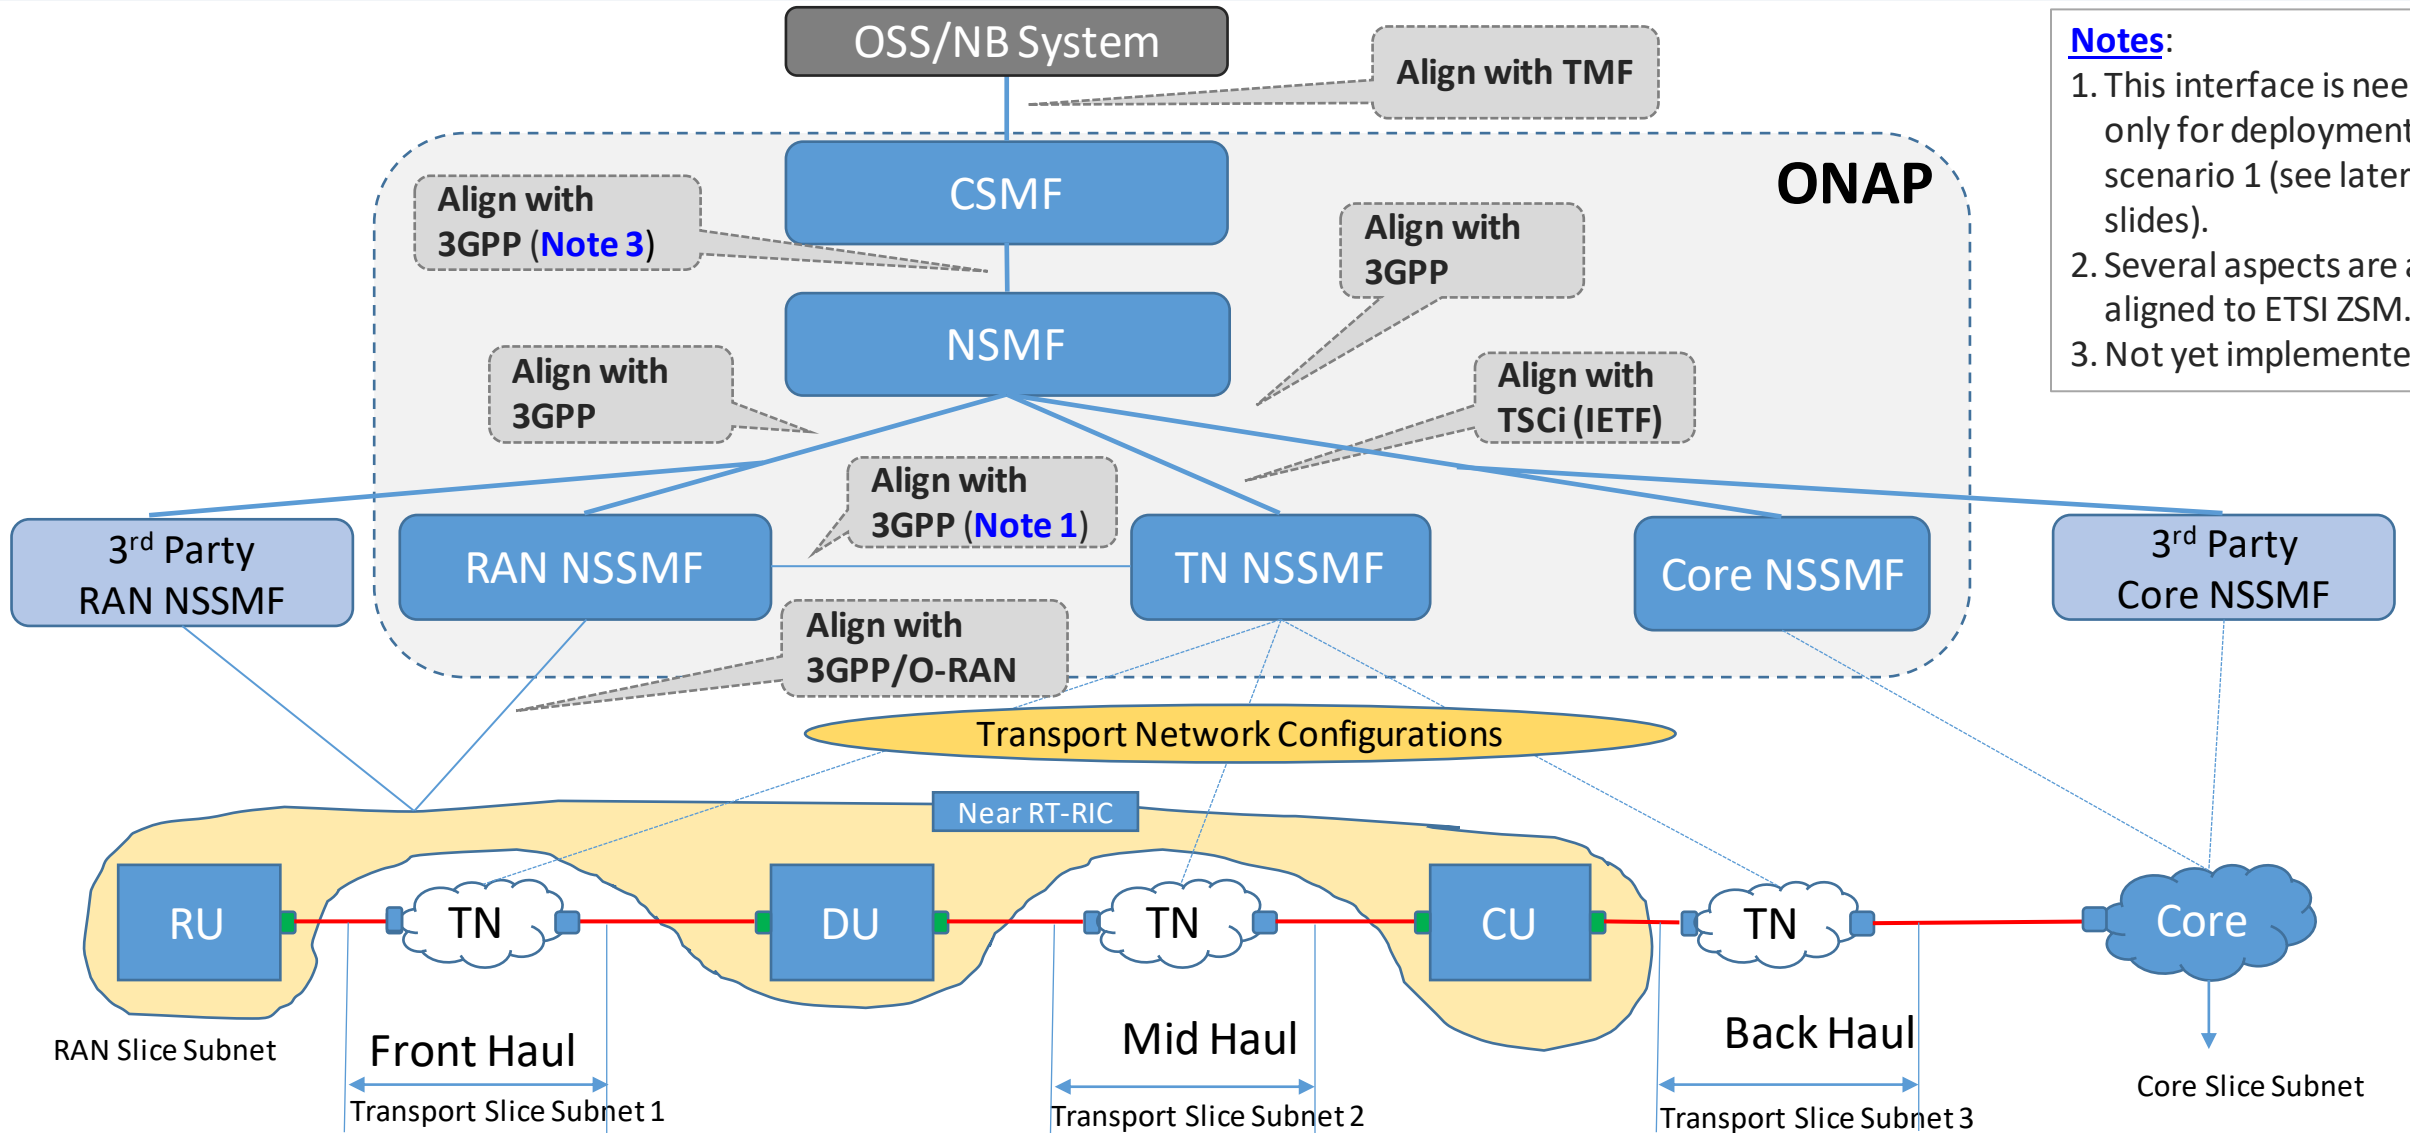 OSS/NB System
Align with TMF
Notes:
1. This interface is nee
only for deployment
scenario 1 (see later
slides).
2. Several aspects are a
aligned to ETSI ZSM.
3. Not yet implemente
ONAP
CSMF
Align with
3GPP (Note 3)
Align with
3GPP
NSMF
Align with
3GPP
Align with
TSCi (IETF)
Align with
3GPP (Note 1)
3rd Party
RAN NSSMF
RAN NSSMF
TN NSSMF
Core NSSMF
3rd Party
Core NSSMF
Align with
3GPP/O-RAN
Transport Network Configurations
Near RT-RIC
RU
TN
DU
TN
CU
TN
Core
RAN Slice Subnet
Front Haul
Mid Haul
Back Haul
Transport Slice Subnet 1
Transport Slice Subnet 2
Transport Slice Subnet 3
Core Slice Subnet